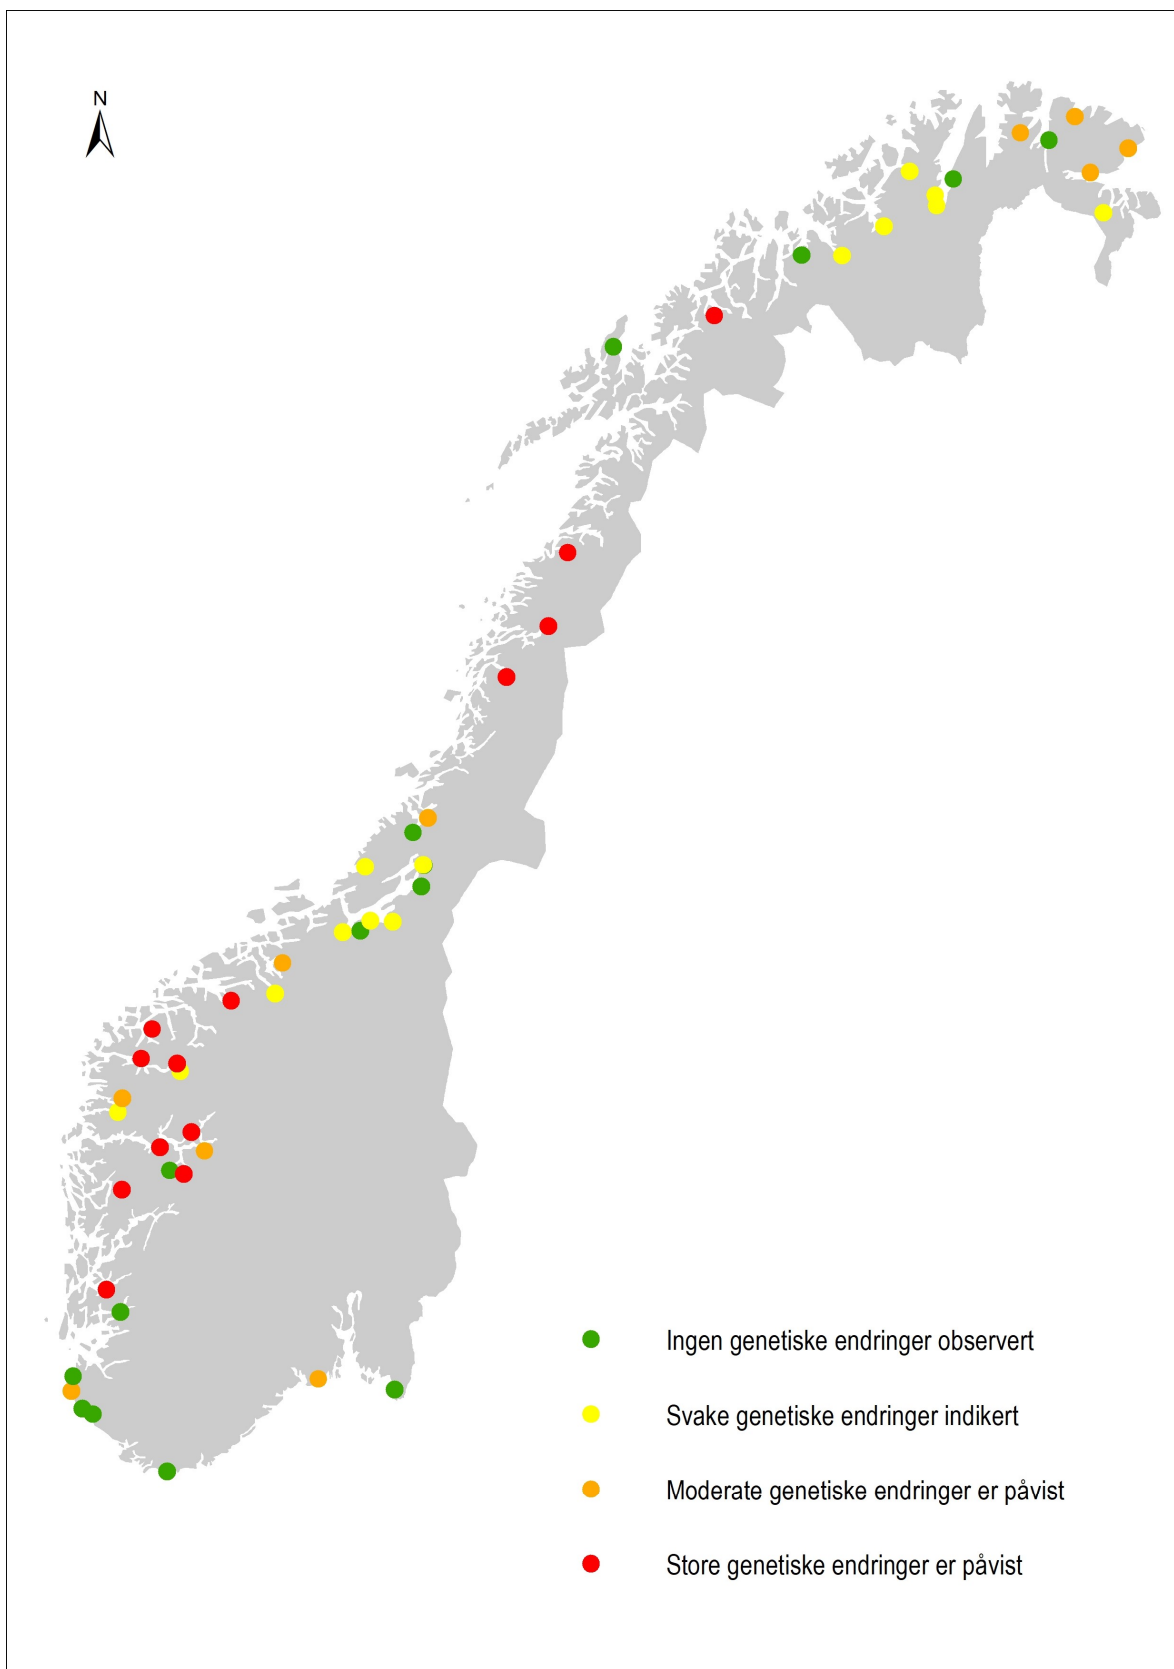 N
Ingen genetiske endringer observert
Svake genetiske endringer indikert
Moderate genetiske endringer er påvist
Store genetiske endringer er påvist